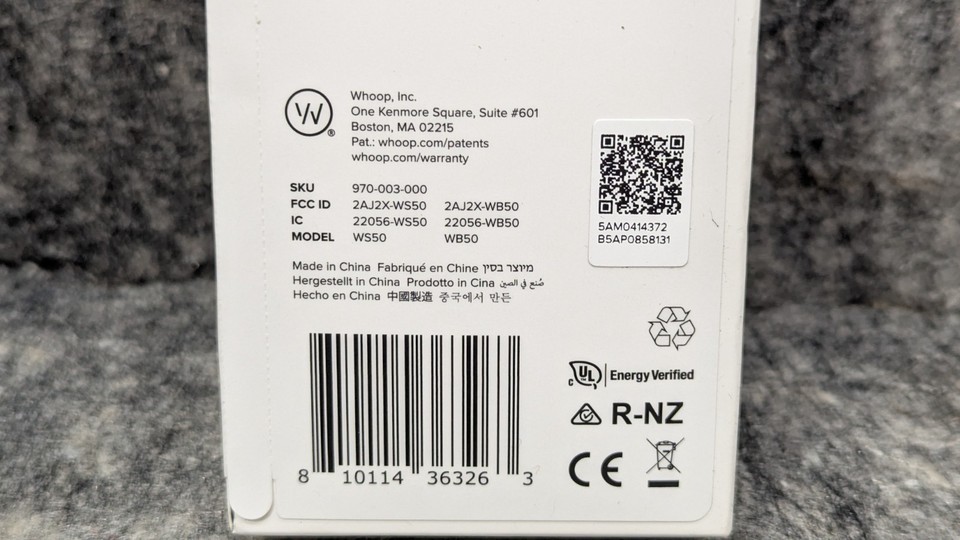 Whoop, Inc.
One Kenmore Square, Suite #601
Boston, MA 02215
Pat.: whoop.com/patents
whoop.com/warranty
SKU 970-003-000
FCC ID 2AJ2X-WS50 2AJ2X-WB50
IC 22056-WS50 22056-WB50
MODEL WS50 WB50
Made in China Fabriqué en Chine מיוצר בסין
Hergestellt in China Prodotto in Cina صُنع في الصين
Hecho en China 中國製造 중국에서 만든
5AM0414372
B5AP0858131
c UL Energy Verified
R-NZ
CE
8 10114 36326 3